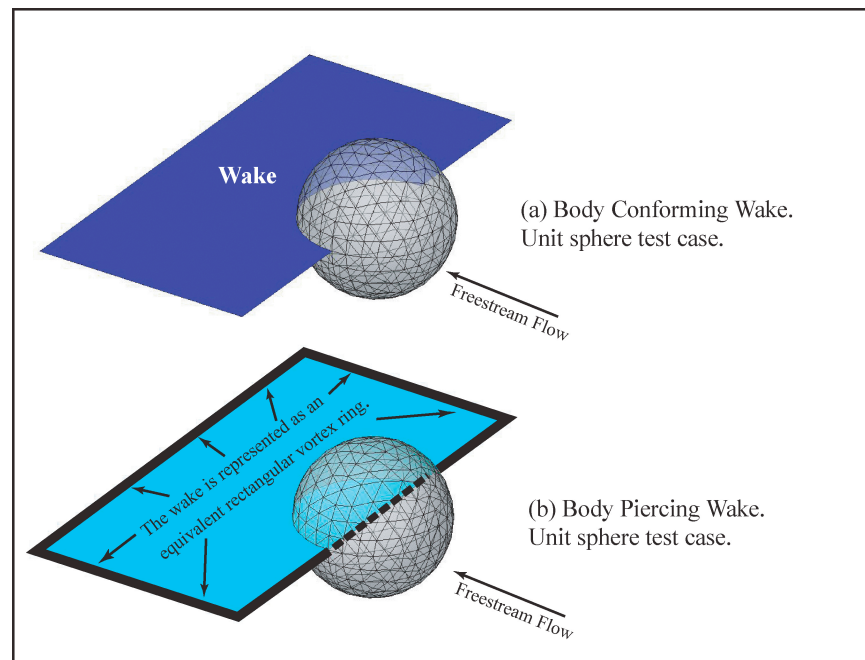 Wake
(a) Body Conforming Wake.
Unit sphere test case.
Freestream Flow
The wake is represented as an
equivalent rectangular vortex ring.
(b) Body Piercing Wake.
Unit sphere test case.
Freestream Flow